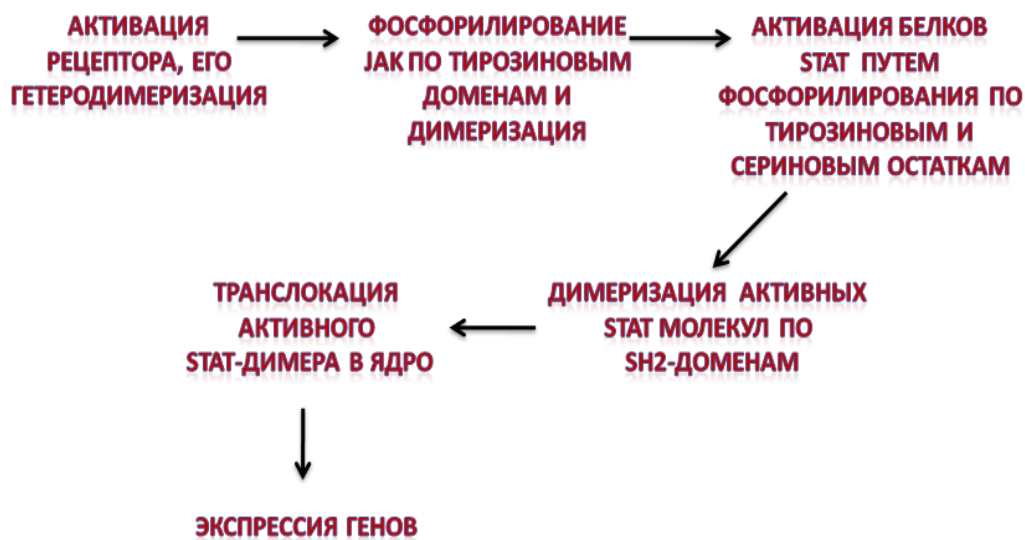 АКТИВАЦИЯ
РЕЦЕПТОРА, ЕГО
ГЕТЕРОДИМЕРИЗАЦИЯ
ФОСФОРИЛИРОВАНИЕ
JAK ПО ТИРОЗИНОВЫМ
ДОМЕНАМ И
ДИМЕРИЗАЦИЯ
АКТИВАЦИЯ БЕЛКОВ
STAT ПУТЕМ
ФОСФОРИЛИРОВАНИЯ ПО
ТИРОЗИНОВЫМ И
СЕРИНОВЫМ ОСТАТКАМ
ДИМЕРИЗАЦИЯ АКТИВНЫХ
STAT МОЛЕКУЛ ПО
SH2-ДОМЕНАМ
ТРАНСЛОКАЦИЯ
АКТИВНОГО
STAT-ДИМЕРА В ЯДРО
ЭКСПРЕССИЯ ГЕНОВ